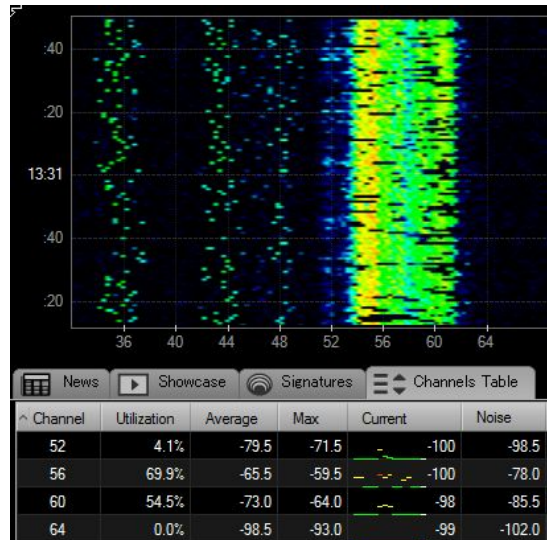 :40
:20
13:31
:40
:20
36 40 44 48 52 56 60 64
News Showcase Signatures Channels Table
Channel Utilization Average Max Current Noise
52 4.1% -79.5 -71.5 -100 -98.5
56 69.9% -65.5 -59.5 -100 -78.0
60 54.5% -73.0 -64.0 -98 -85.5
64 0.0% -98.5 -93.0 -99 -102.0